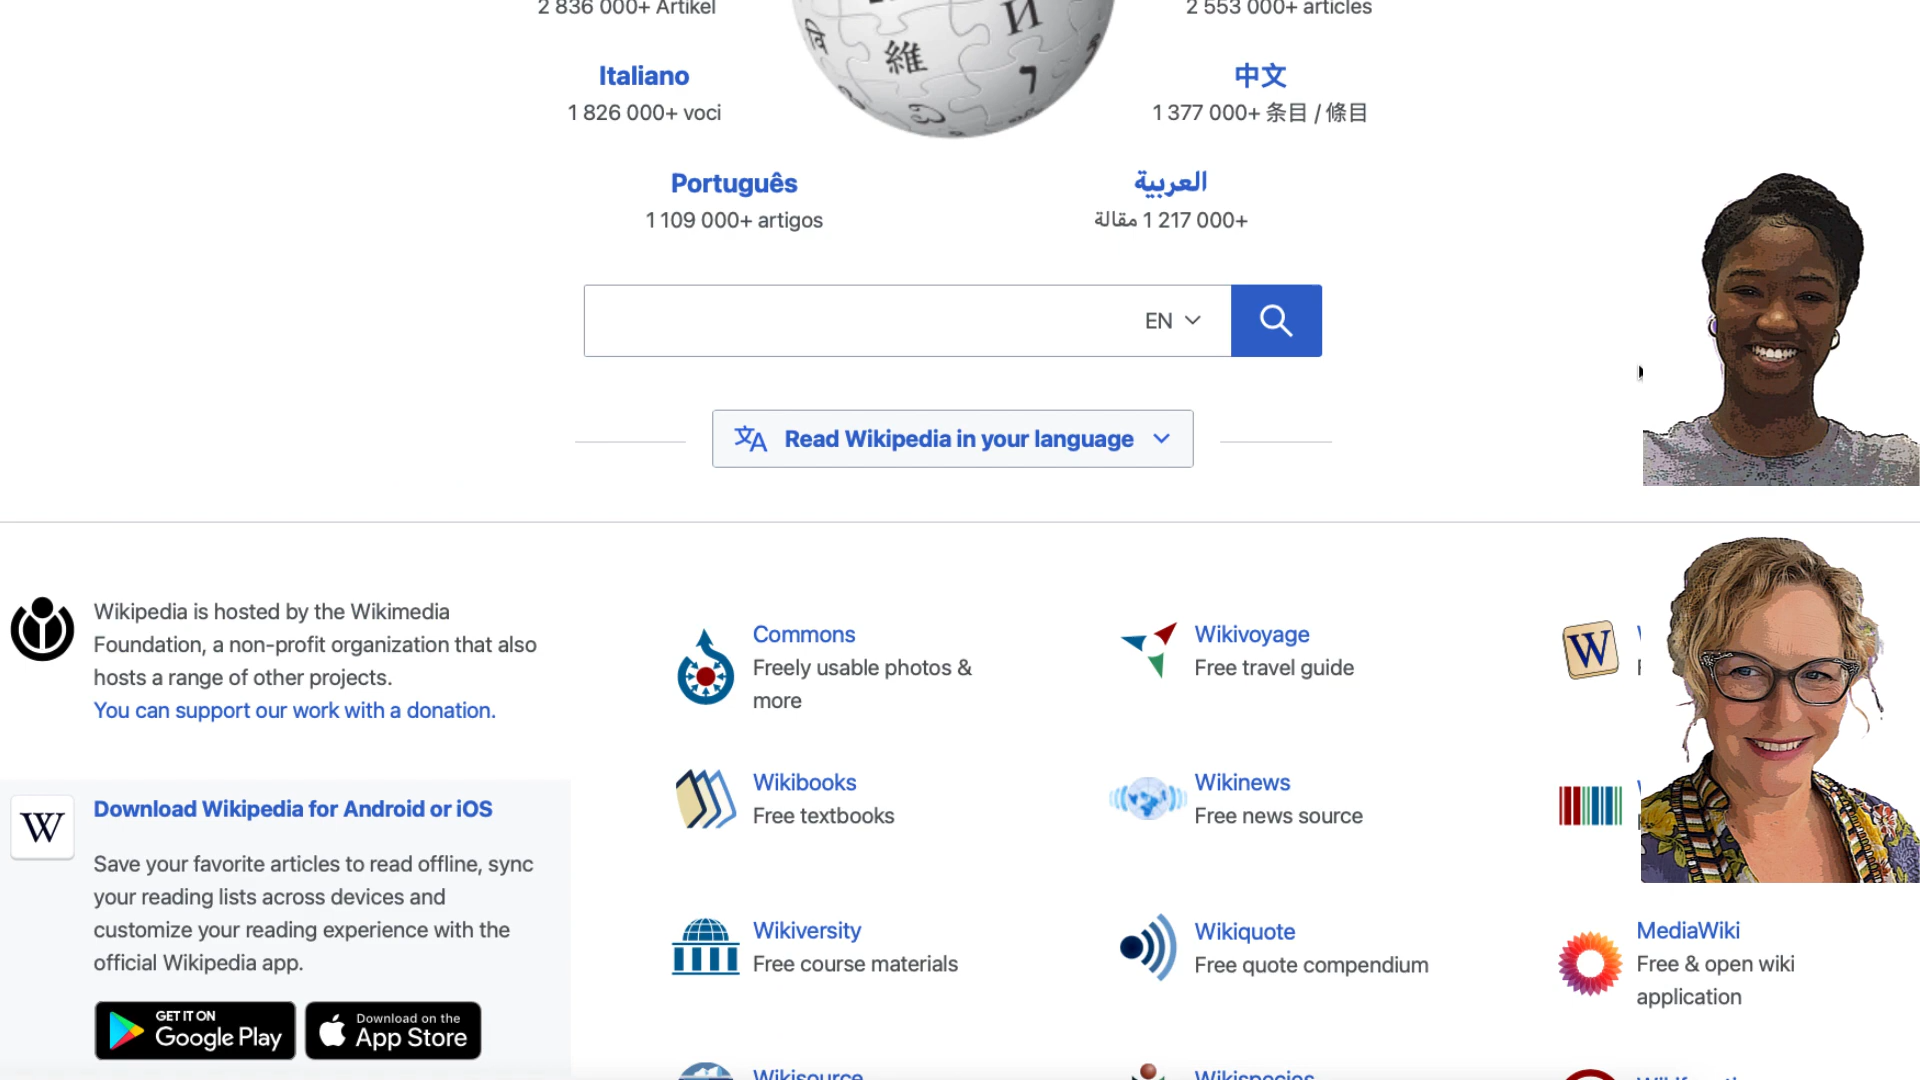 2 836 000+ Artikel
2 553 000+ articles
Italiano
1 826 000+ voci
中文
1 377 000+ 条目 / 條目
Português
1 109 000+ artigos
العربية
1 217 000+ مقالة
EN
Read Wikipedia in your language
Wikipedia is hosted by the Wikimedia
Foundation, a non-profit organization that also
hosts a range of other projects.
You can support our work with a donation.
Download Wikipedia for Android or iOS
Save your favorite articles to read offline, sync
your reading lists across devices and
customize your reading experience with the
official Wikipedia app.
GET IT ON
Google Play
Download on the
App Store
Commons
Freely usable photos &
more
Wikivoyage
Free travel guide
Wikibooks
Free textbooks
Wikinews
Free news source
Wikiversity
Free course materials
Wikiquote
Free quote compendium
MediaWiki
Free & open wiki
application
Wikisource
Wikispecies